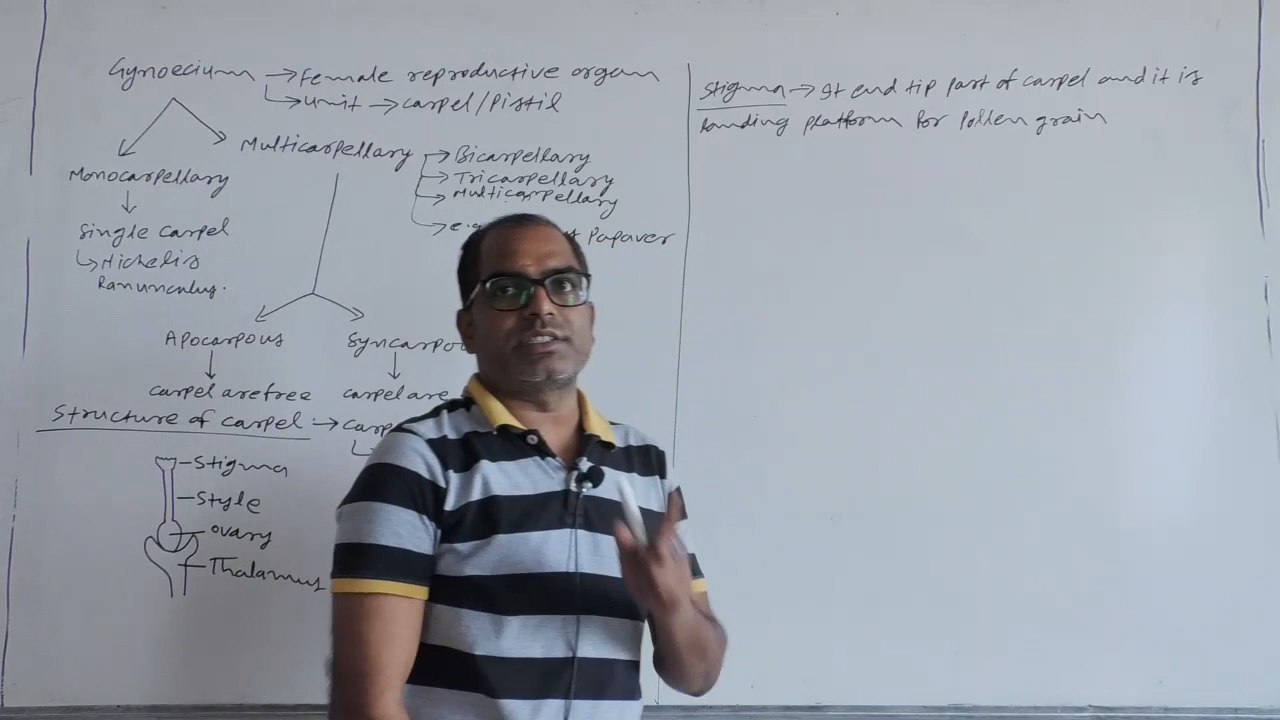 Gynoecium → Female reproductive organ
↳ Unit → carpel/Pistil
Multicarpellary → Bicarpellary
→ Tricarpellary
→ Multicarpellary
→ e.g Papaver
Monocarpellary
↓
Single carpel
↳ Michelia
Ranunculus.
Apocarpous
↓
carpel are free
↓
carpel are
Structure of carpel →
Stigma
Style
ovary
Thalamus
Stigma → It end tip part of carpel and it is
landing platform for Pollen grain